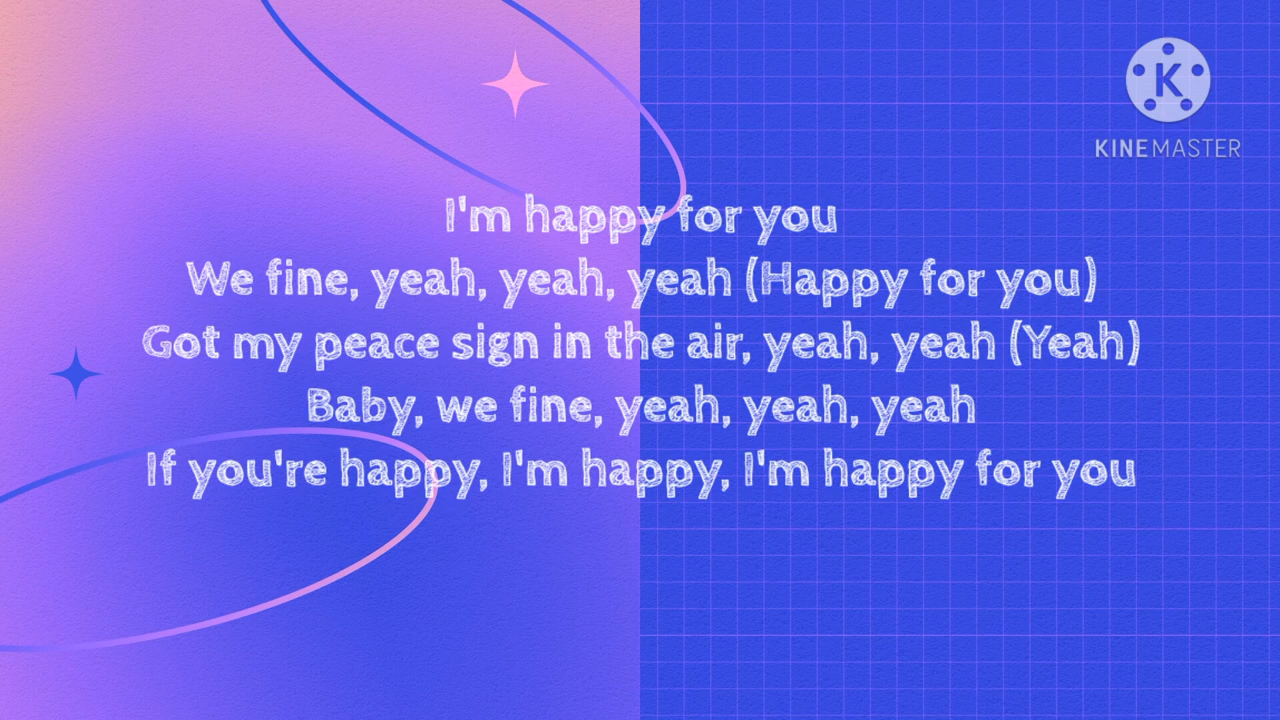 K
KINEMASTER
I'm happy for you
We fine, yeah, yeah, yeah (Happy for you)
Got my peace sign in the air, yeah, yeah (Yeah)
Baby, we fine, yeah, yeah, yeah
If you're happy, I'm happy, I'm happy for you